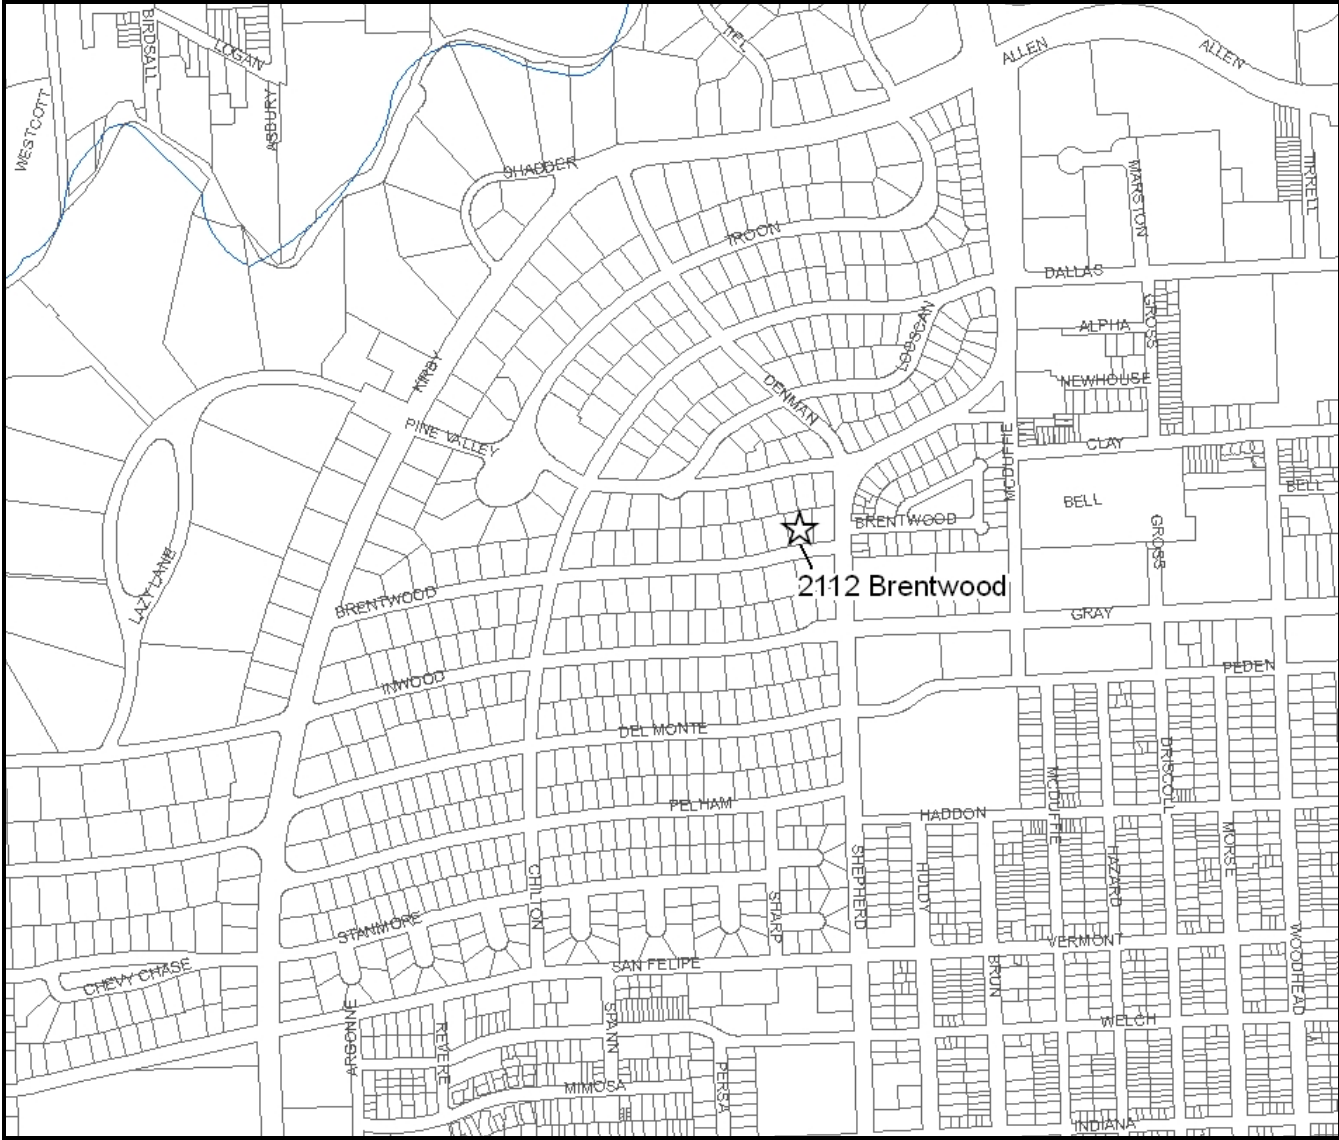 BIRDSALL
LOGAN
TEL
ALLEN
ALLEN
WESTCOTT
ASBURY
SHADDER
MARSTON
TIRRELL
TROON
DALLAS
GROSS
ALPHA
LOOSCAN
KIRBY
NEWHOUSE
DENMAN
PINE VALLEY
MCDUFFIE
CLAY
BELL
BELL
BRENTWOOD
GROSS
LAZY LANE
2112 Brentwood
BRENTWOOD
GRAY
PEDEN
INWOOD
DEL MONTE
DRISCOLL
MCDUFFIE
PELHAM
HADDON
MORSE
SHEPHERD
HULDY
HAZARD
CHILTON
SHARP
STANMORE
WOODHEAD
VERMONT
CHEVY CHASE
SAN FELIPE
BRUN
ARGONNE
REVERE
SPANN
WELCH
PERSA
MIMOSA
INDIANA